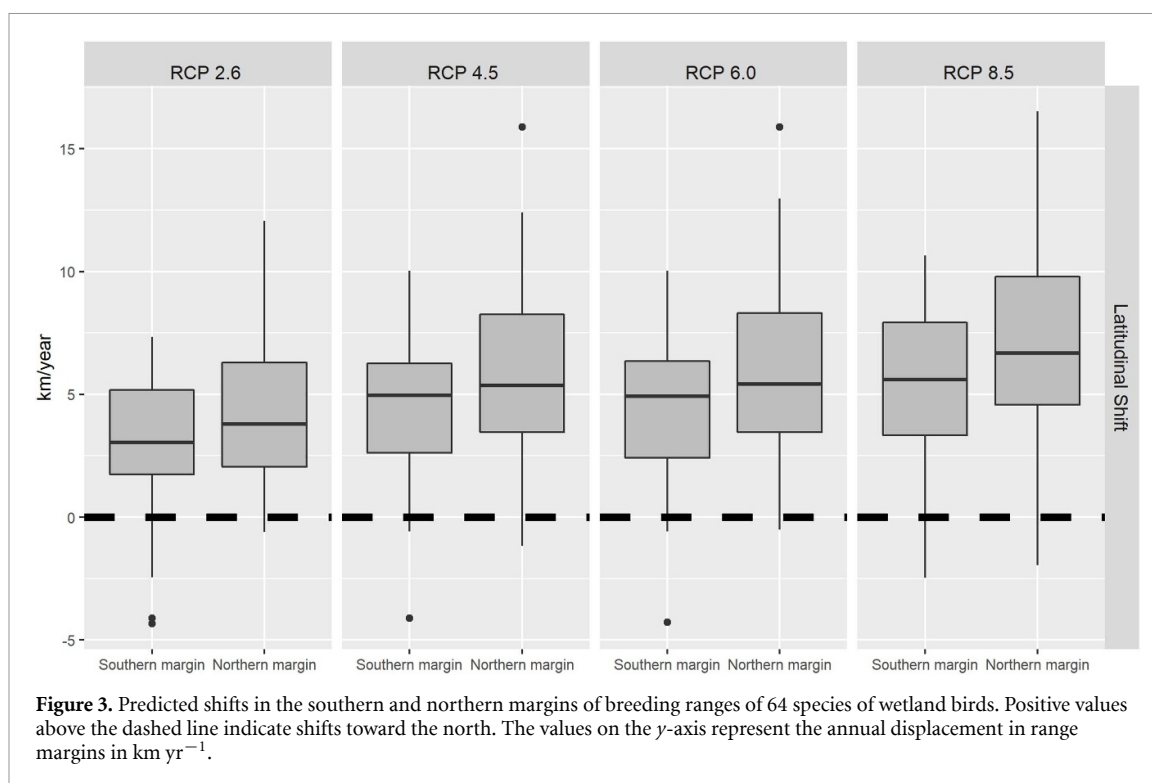 RCP 2.6
RCP 4.5
RCP 6.0
RCP 8.5
15
10
5
0
-5
km/year
Latitudinal Shift
Southern margin Northern margin
Southern margin Northern margin
Southern margin Northern margin
Southern margin Northern margin
Figure 3. Predicted shifts in the southern and northern margins of breeding ranges of 64 species of wetland birds. Positive values
above the dashed line indicate shifts toward the north. The values on the y-axis represent the annual displacement in range
margins in km yr⁻¹.